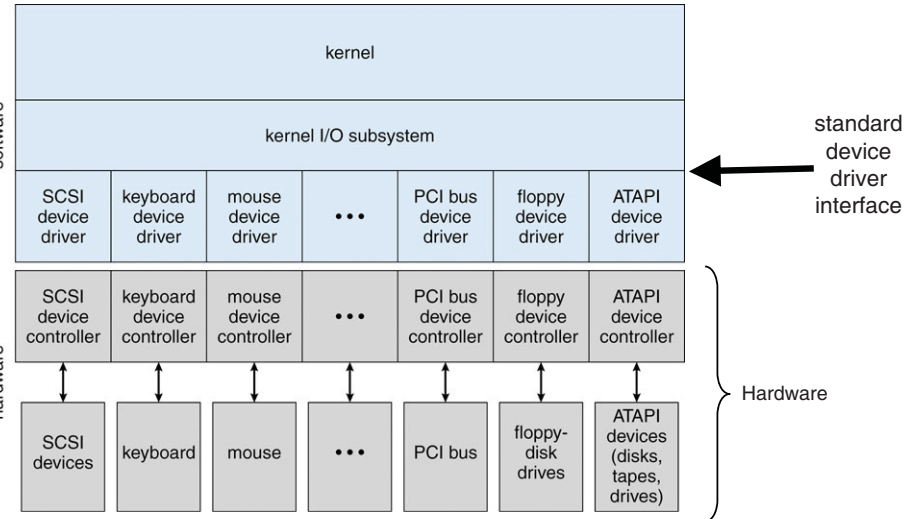 kernel
kernel I/O subsystem
standard
device
driver
interface
SCSI
device
driver
keyboard
device
driver
mouse
device
driver
•••
PCI bus
device
driver
floppy
device
driver
ATAPI
device
driver
SCSI
device
controller
keyboard
device
controller
mouse
device
controller
•••
PCI bus
device
controller
floppy
device
controller
ATAPI
device
controller
Hardware
SCSI
devices
keyboard
mouse
•••
PCI bus
floppy-
disk
drives
ATAPI
devices
(disks,
tapes,
drives)